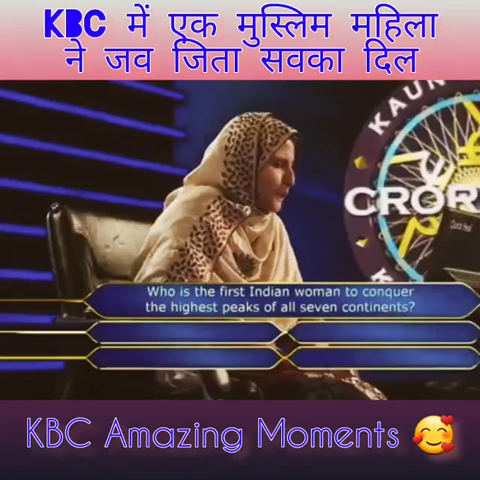 KBC में एक मुस्लिम महिला
ने जव जिता सवका दिल
KAUN
CROR
Who is the first Indian woman to conquer
the highest peaks of all seven continents?
KBC Amazing Moments 🥰